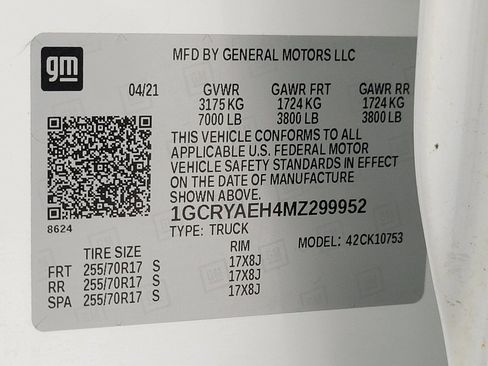 gm
MFD BY GENERAL MOTORS LLC
04/21 GVWR GAWR FRT GAWR RR
3175 KG 1724 KG 1724 KG
7000 LB 3800 LB 3800 LB
THIS VEHICLE CONFORMS TO ALL
APPLICABLE U.S. FEDERAL MOTOR
VEHICLE SAFETY STANDARDS IN EFFECT
ON THE DATE OF MANUFACTURE
SHOWN ABOVE.
8624
1GCRYAEH4MZ299952
TYPE: TRUCK MODEL: 42CK10753
TIRE SIZE RIM
FRT 255/70R17 S 17X8J
RR 255/70R17 S 17X8J
SPA 255/70R17 S 17X8J